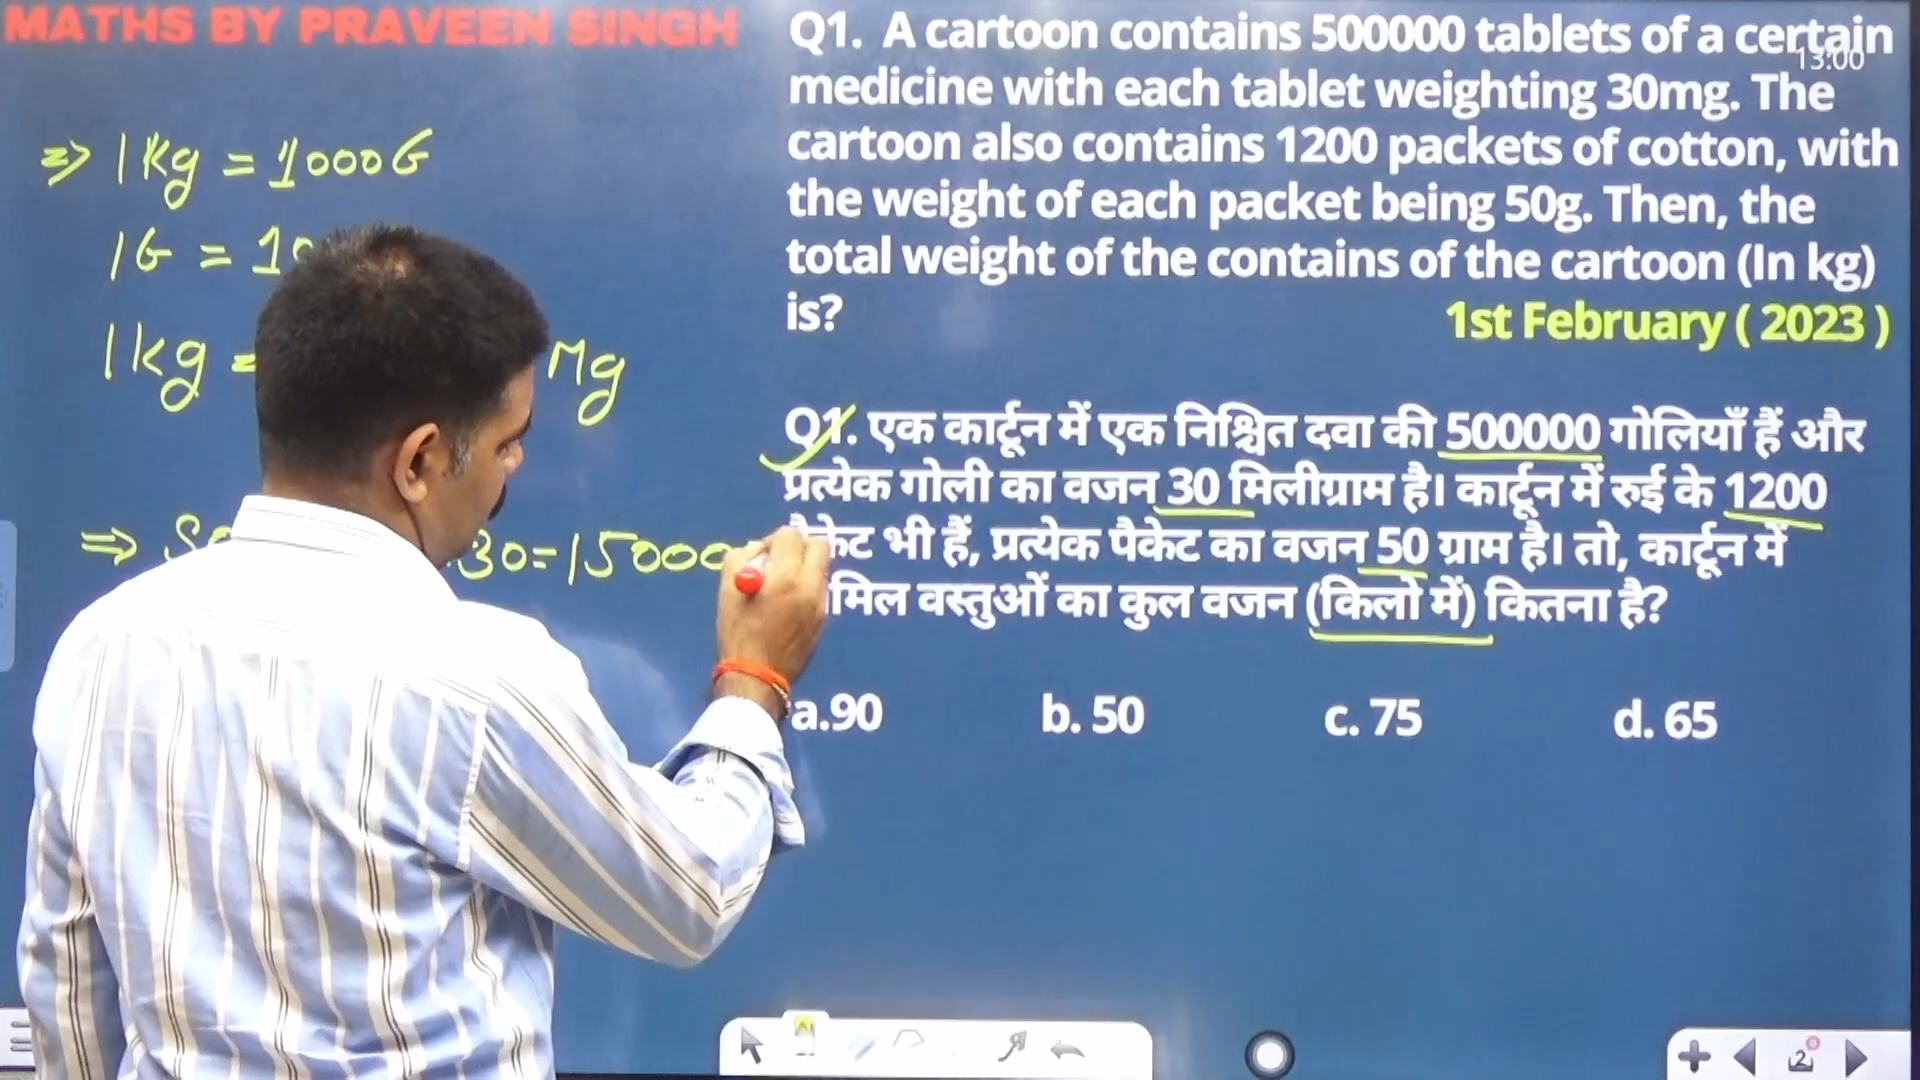 MATHS BY PRAVEEN SINGH
Q1. A cartoon contains 500000 tablets of a certain
13:00
medicine with each tablet weighting 30mg. The
cartoon also contains 1200 packets of cotton, with
the weight of each packet being 50g. Then, the
total weight of the contains of the cartoon (In kg)
is?
1st February ( 2023 )
⇒ 1Kg = 1000G
1G =
1kg = Mg
⇒ 30=15000
Q1. एक कार्टून में एक निश्चित दवा की 500000 गोलियाँ हैं और
प्रत्येक गोली का वजन 30 मिलीग्राम है। कार्टून में रुई के 1200
भी हैं, प्रत्येक पैकेट का वजन 50 ग्राम है। तो, कार्टून में
वस्तुओं का कुल वजन (किलो में) कितना है?
a.90 b. 50 c. 75 d. 65
2